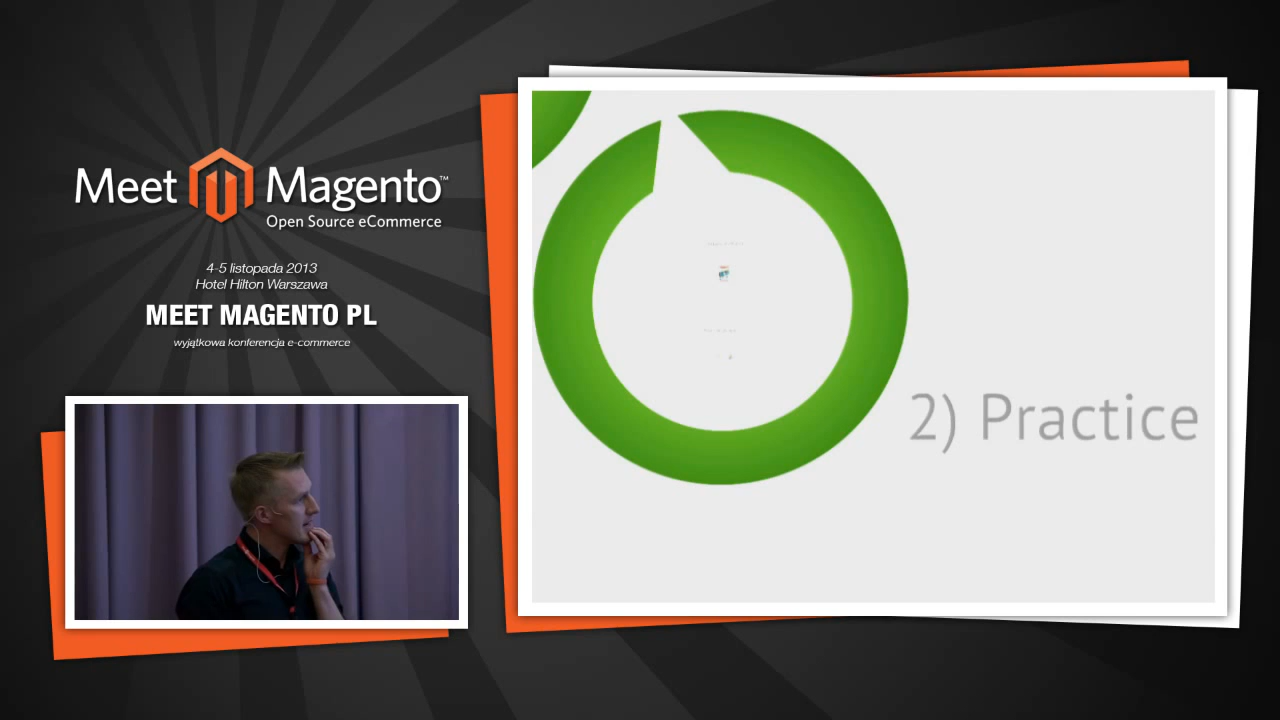 Meet Magento™
Open Source eCommerce
4-5 listopada 2013
Hotel Hilton Warszawa
MEET MAGENTO PL
wyjątkowa konferencja e-commerce
2) Practice